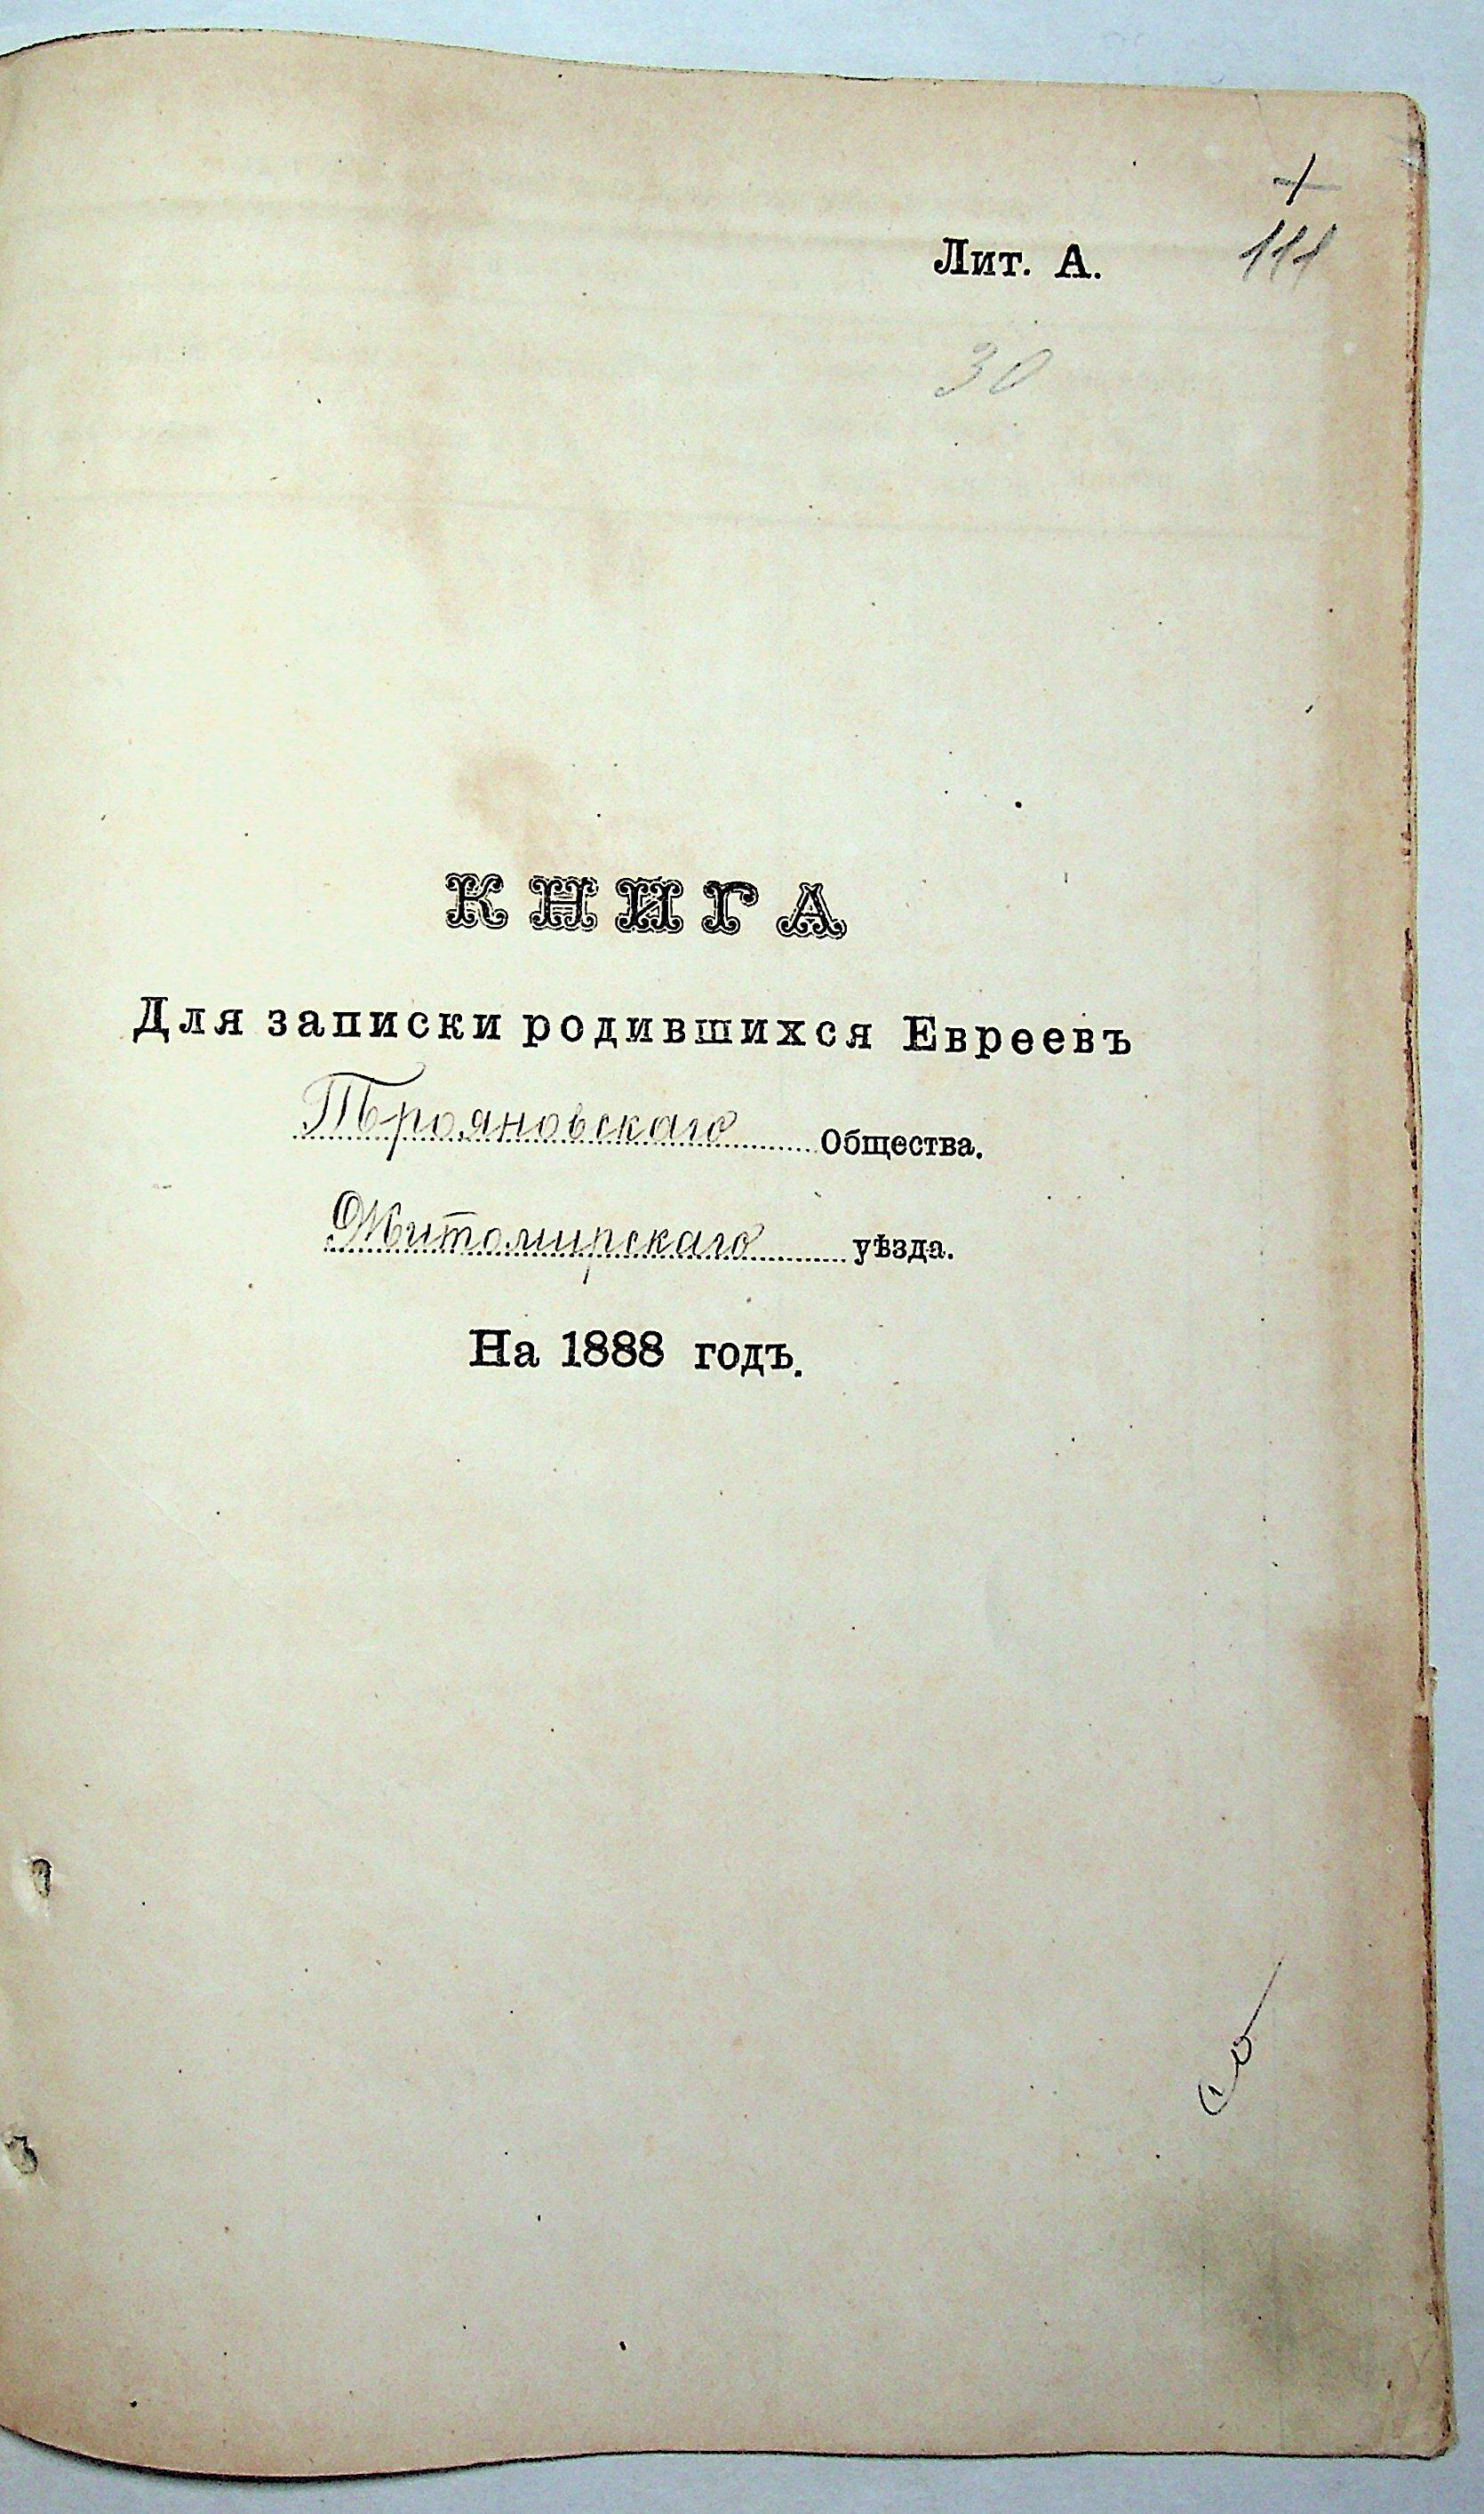 Лит. А.
111
30
КНИГА
Для записки родившихся Евреевъ
Трояновскаго Общества.
Житомирскаго уѣзда.
На 1888 годъ.